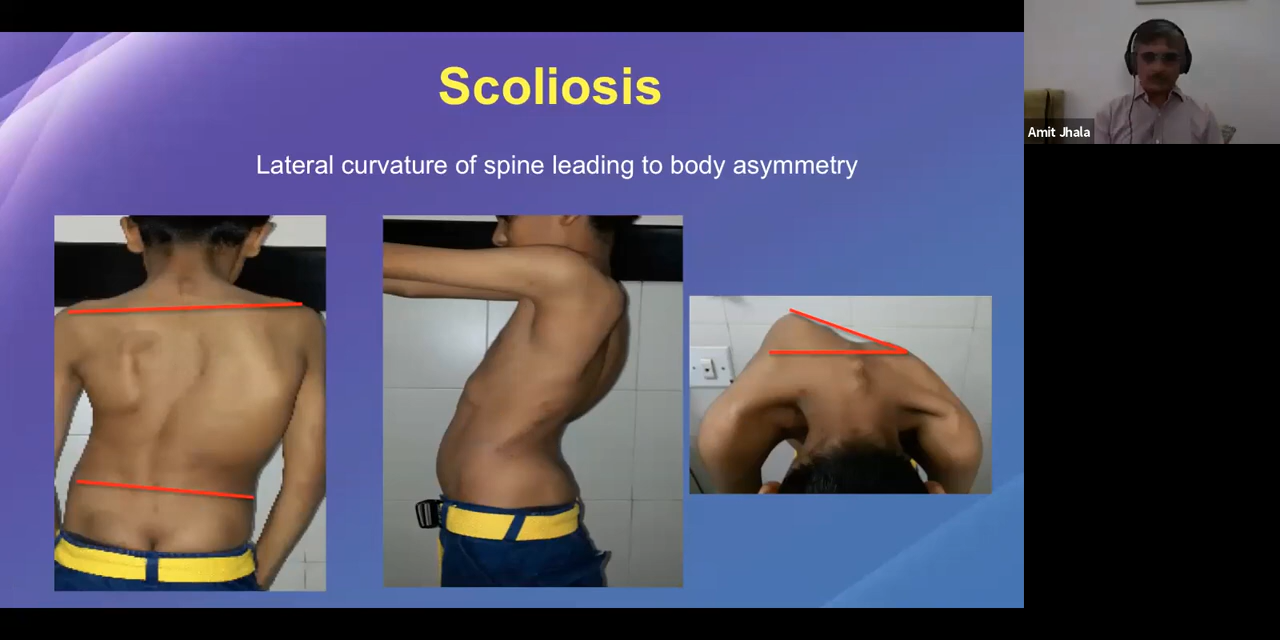 Scoliosis
Lateral curvature of spine leading to body asymmetry
Amit Jhala